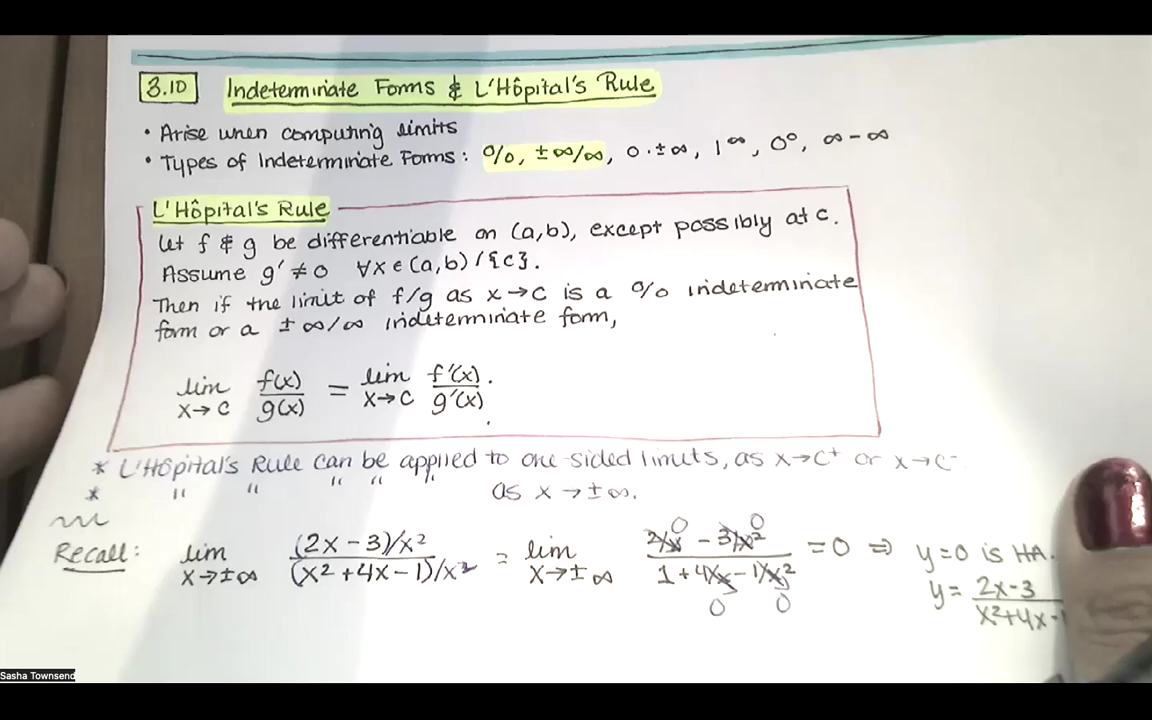 3.10 Indeterminate Forms & L'Hôpital's Rule
• Arise when computing limits
• Types of Indeterminate Forms: 0/0, ±∞/∞, 0·±∞, 1^∞, 0⁰, ∞-∞
L'Hôpital's Rule
Let f & g be differentiable on (a,b), except possibly at c.
Assume g' ≠ 0 ∀x∈(a,b)/{c}.
Then if the limit of f/g as x→c is a 0/0 indeterminate
form or a ±∞/∞ indeterminate form,
lim x→c f(x)/g(x) = lim x→c f'(x)/g'(x).
* L'Hôpital's Rule can be applied to one-sided limits, as x→c⁺ or x→c⁻
* " " " " " as x→±∞.
Recall: lim x→±∞ (2x-3)/x² / (x²+4x-1)/x² = lim x→±∞ 2/x 0 - 3/x² 0 / 1+4/x 0 - 1/x² 0 = 0 ⇒ y=0 is HA.
y = 2x-3 / x²+4x-
Sasha Townsend